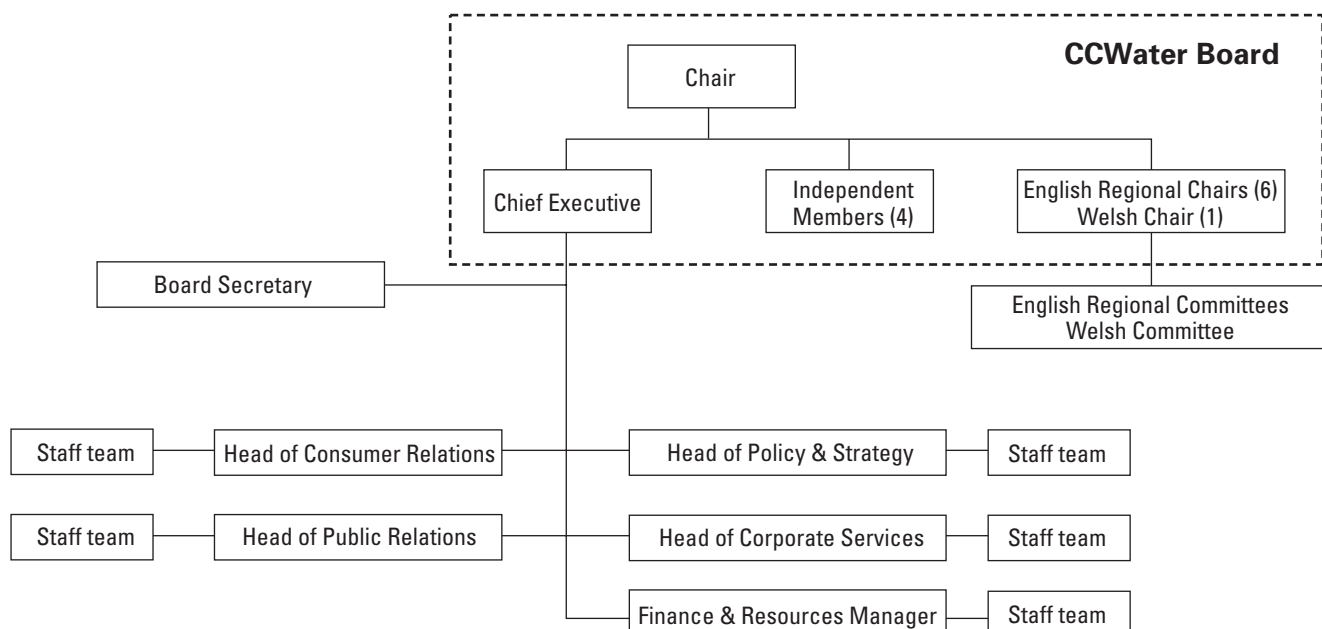 CCWater Board
Chair
Chief Executive
Independent
Members (4)
English Regional Chairs (6)
Welsh Chair (1)
Board Secretary
English Regional Committees
Welsh Committee
Staff team
Head of Consumer Relations
Head of Policy & Strategy
Staff team
Staff team
Head of Public Relations
Head of Corporate Services
Staff team
Finance & Resources Manager
Staff team